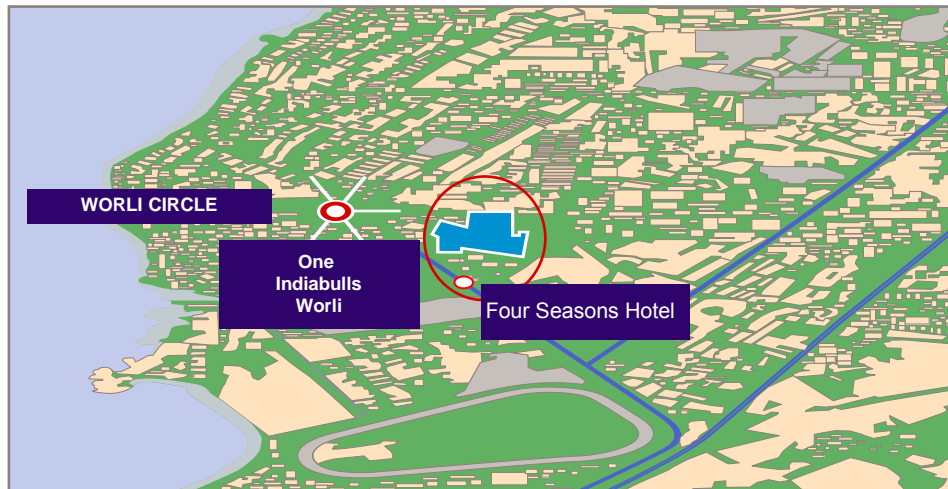 WORLI CIRCLE
One
Indiabulls
Worli
Four Seasons Hotel